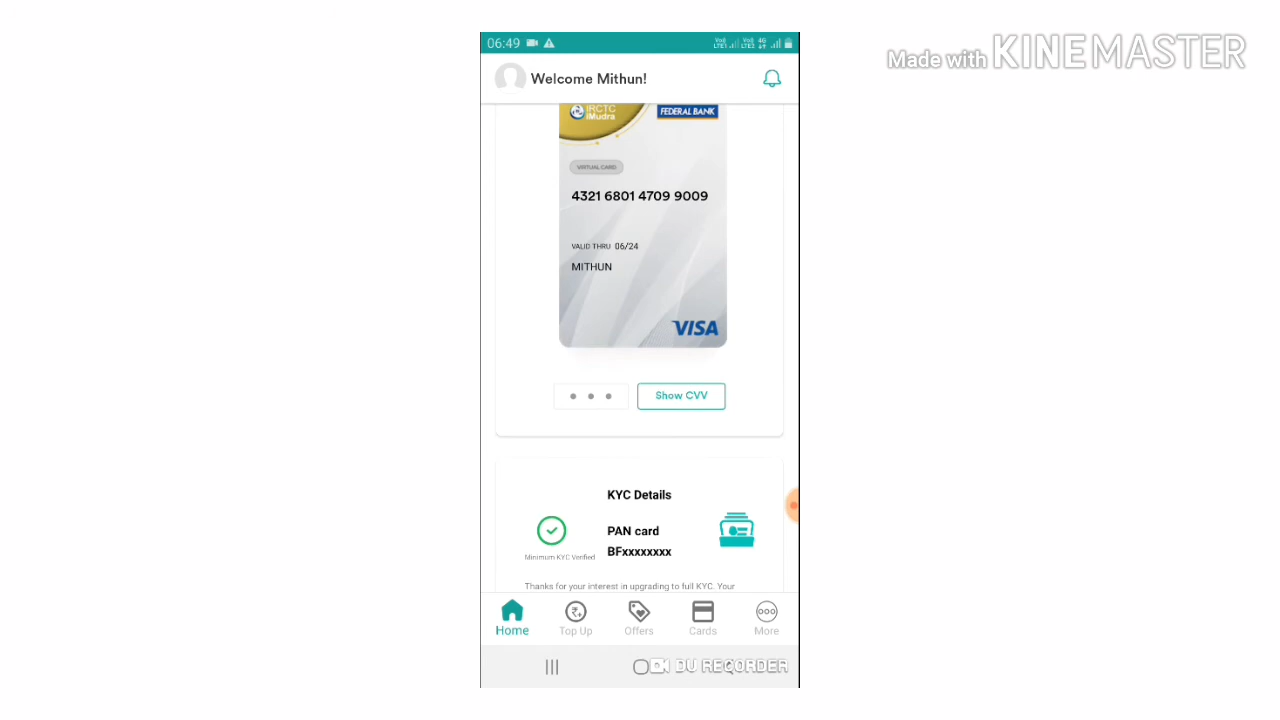 06:49
Made with KINEMASTER
Welcome Mithun!
IRCTC
iMudra
FEDERAL BANK
VIRTUAL CARD
4321 6801 4709 9009
VALID THRU 06/24
MITHUN
VISA
Show CVV
KYC Details
PAN card
BFxxxxxxxx
Minimum KYC Verified
Thanks for your interest in upgrading to full KYC. Your
Home
Top Up
Offers
Cards
More
DU RECORDER